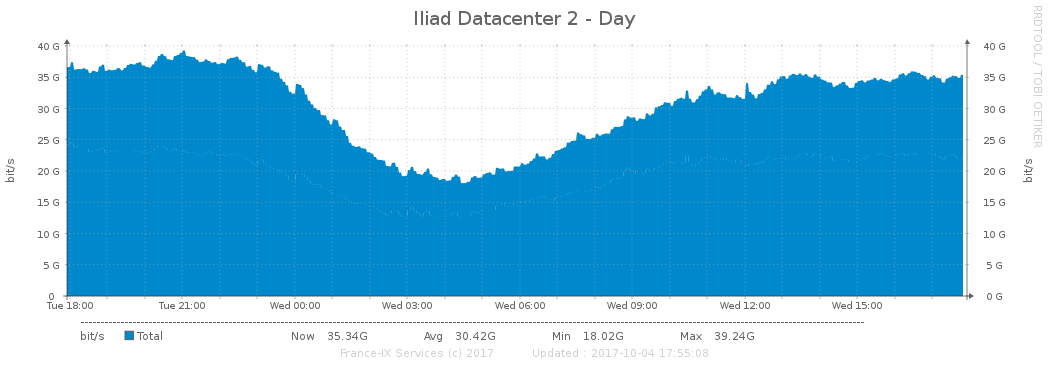 Iliad Datacenter 2 - Day
RRDTOOL / TOBI OETIKER
40 G 40 G
35 G 35 G
30 G 30 G
25 G 25 G
20 G 20 G
15 G 15 G
10 G 10 G
5 G 5 G
0 0 G
bit/s bit/s
Tue 18:00 Tue 21:00 Wed 00:00 Wed 03:00 Wed 06:00 Wed 09:00 Wed 12:00 Wed 15:00
bit/s Total Now 35.34G Avg 30.42G Min 18.02G Max 39.24G
France-IX Services (c) 2017 Updated : 2017-10-04 17:55:08